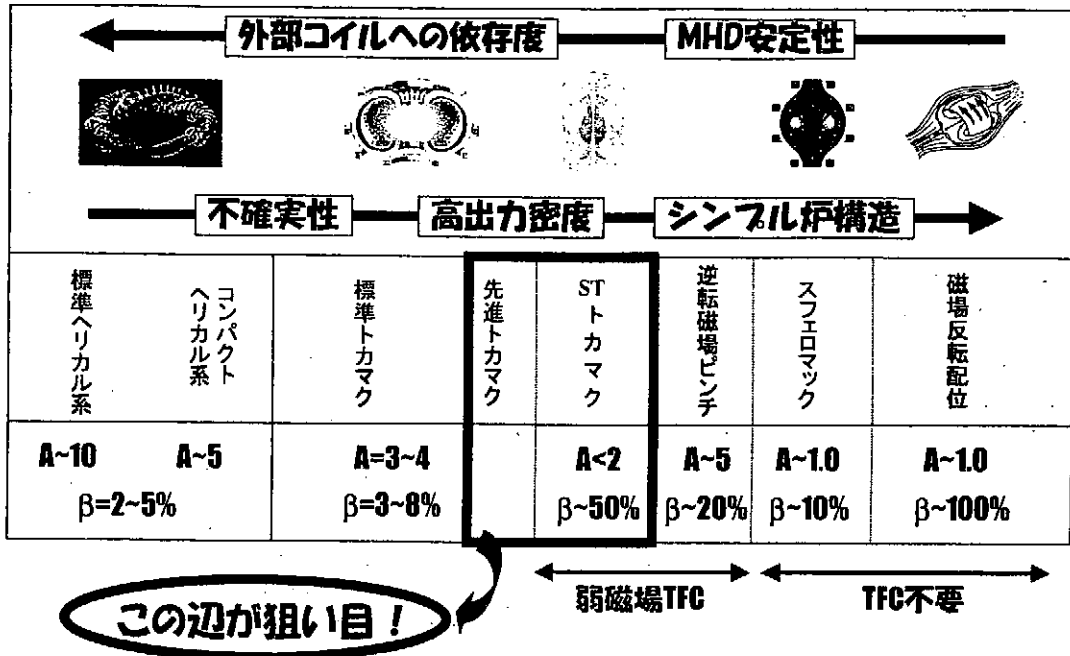 外部コイルへの依存度
MHD安定性
不確実性
高出力密度
シンプル炉構造
標準ヘリカル系
コンパクトヘリカル系
標準トカマク
先進トカマク
STトカマク
逆転磁場ピンチ
スフェロマック
磁場反転配位
A~10
A~5
A=3~4
A<2
A~5
A~1.0
A~1.0
β=2~5%
β=3~8%
β~50%
β~20%
β~10%
β~100%
弱磁場TFC
TFC不要
この辺が狙い目！